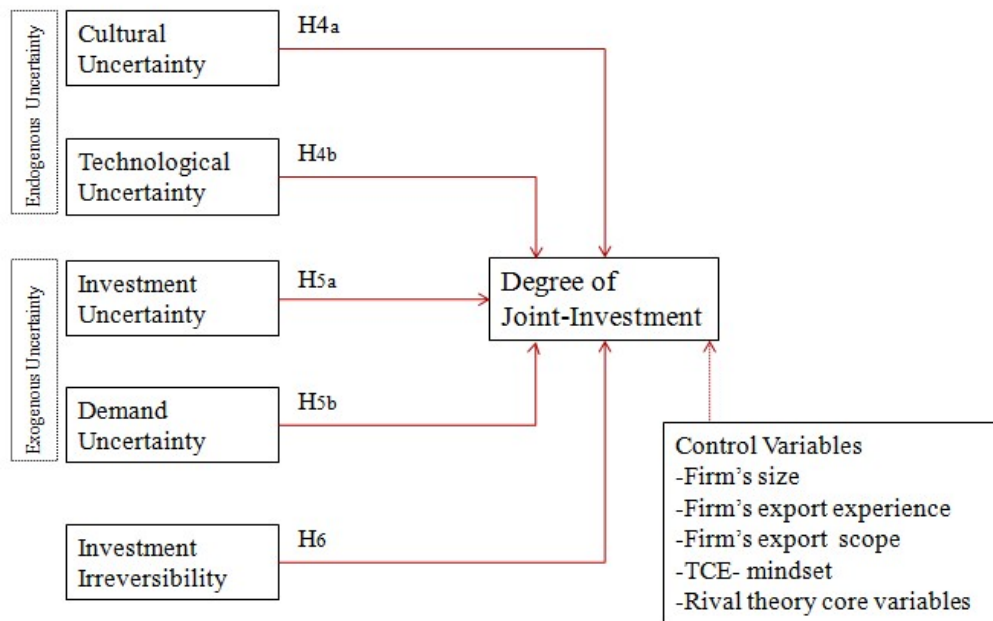 Endogenous Uncertainty
Cultural
Uncertainty
H4a
Technological
Uncertainty
H4b
Exogenous Uncertainty
Investment
Uncertainty
H5a
Demand
Uncertainty
H5b
Investment
Irreversibility
H6
Degree of
Joint-Investment
Control Variables
-Firm’s size
-Firm’s export experience
-Firm’s export scope
-TCE- mindset
-Rival theory core variables